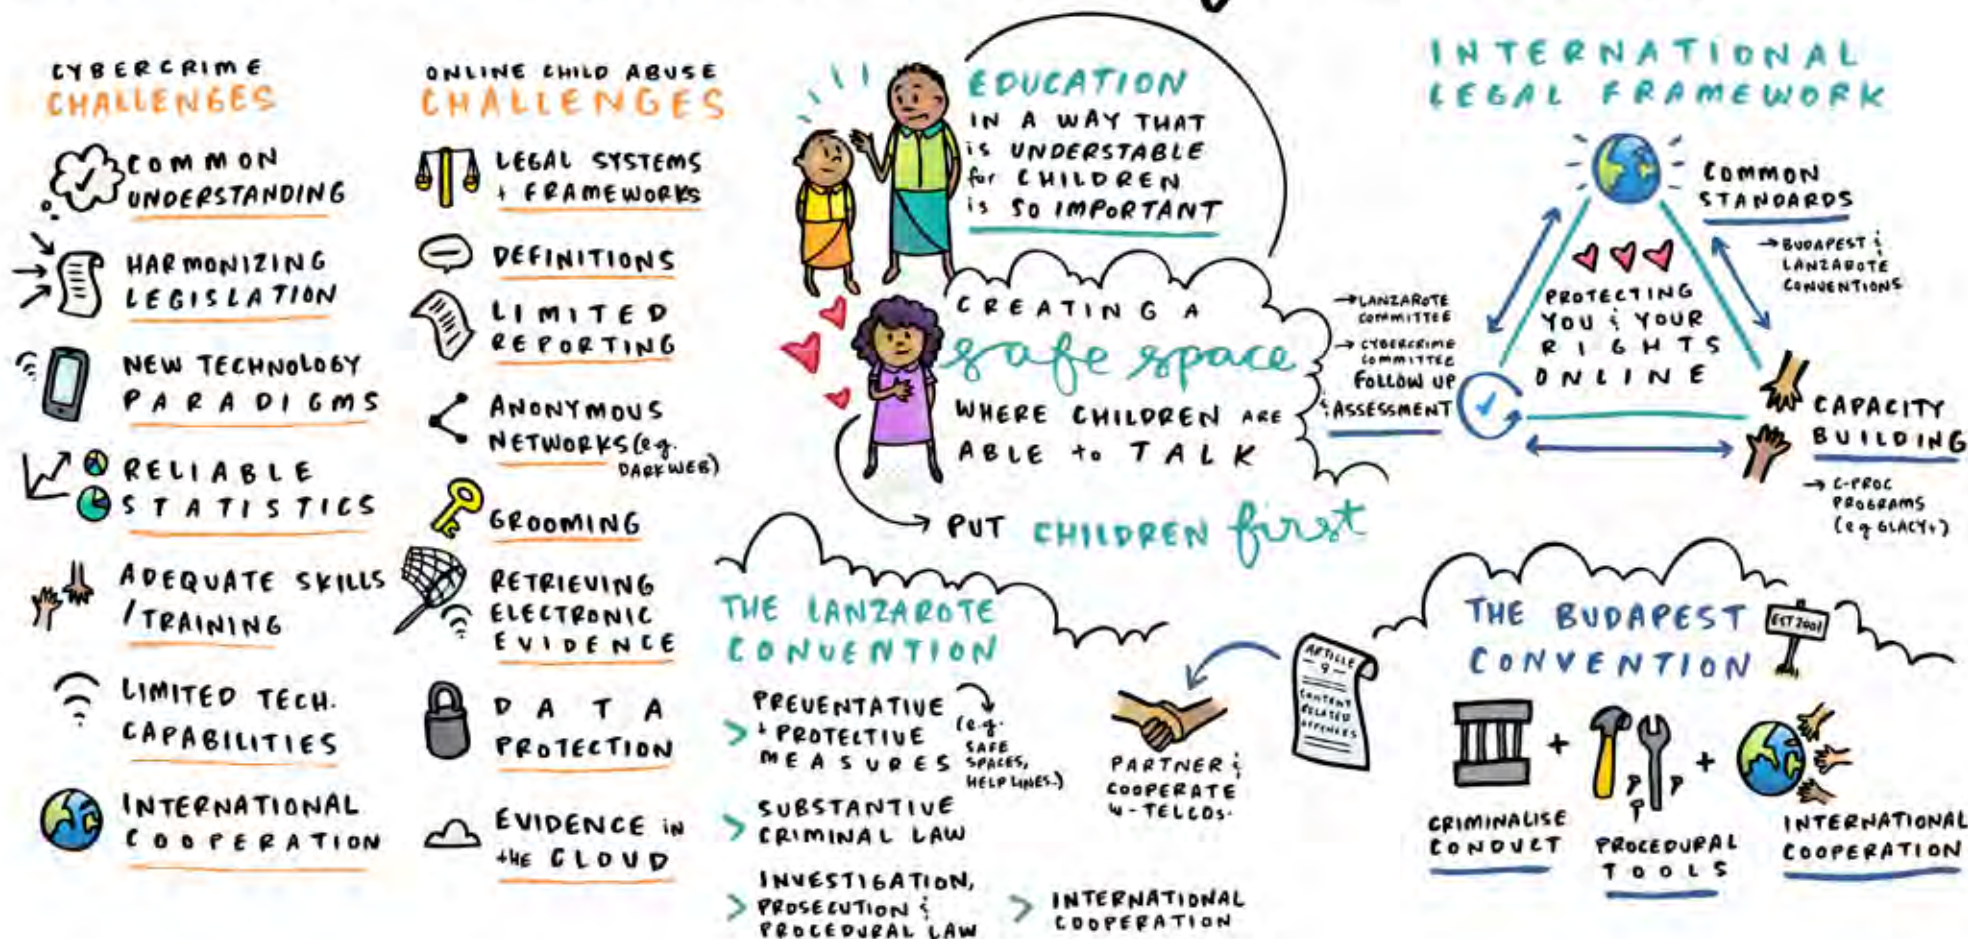 CYBERCRIME
CHALLENGES
COMMON
UNDERSTANDING
HARMONIZING
LEGISLATION
NEW TECHNOLOGY
PARADIGMS
RELIABLE
STATISTICS
ADEQUATE SKILLS
/TRAINING
LIMITED TECH.
CAPABILITIES
INTERNATIONAL
COOPERATION
ONLINE CHILD ABUSE
CHALLENGES
LEGAL SYSTEMS
+ FRAMEWORKS
DEFINITIONS
LIMITED
REPORTING
ANONYMOUS
NETWORKS (e.g.
DARKWEB)
GROOMING
RETRIEVING
ELECTRONIC
EVIDENCE
DATA
PROTECTION
EVIDENCE in
the CLOUD
EDUCATION
IN A WAY THAT
is UNDERSTABLE
for CHILDREN
is SO IMPORTANT
CREATING A
safe space
WHERE CHILDREN ARE
ABLE to TALK
PUT CHILDREN first
THE LANZAROTE
CONVENTION
> PREVENTATIVE
+ PROTECTIVE
MEASURES
(e.g.
SAFE
SPACES,
HELPLINES.)
> SUBSTANTIVE
CRIMINAL LAW
> INVESTIGATION,
PROSECUTION &
PROCEDURAL LAW
> INTERNATIONAL
COOPERATION
PARTNER &
COOPERATE
w- TELCOS.
ARTICLE
- 9 -
CONTENT
RELATED
OFFENCES
INTERNATIONAL
LEGAL FRAMEWORK
COMMON
STANDARDS
→ BUDAPEST &
LANZAROTE
CONVENTIONS
PROTECTING
YOU & YOUR
RIGHTS
ONLINE
→ LANZAROTE
COMMITTEE
→ CYBERCRIME
COMMITTEE
FOLLOW UP
& ASSESSMENT
CAPACITY
BUILDING
→ C-PROC
PROGRAMS
(eg GLACY+)
THE BUDAPEST
CONVENTION
EST 2001
CRIMINALISE
CONDUCT
+
PROCEDURAL
TOOLS
+
INTERNATIONAL
COOPERATION